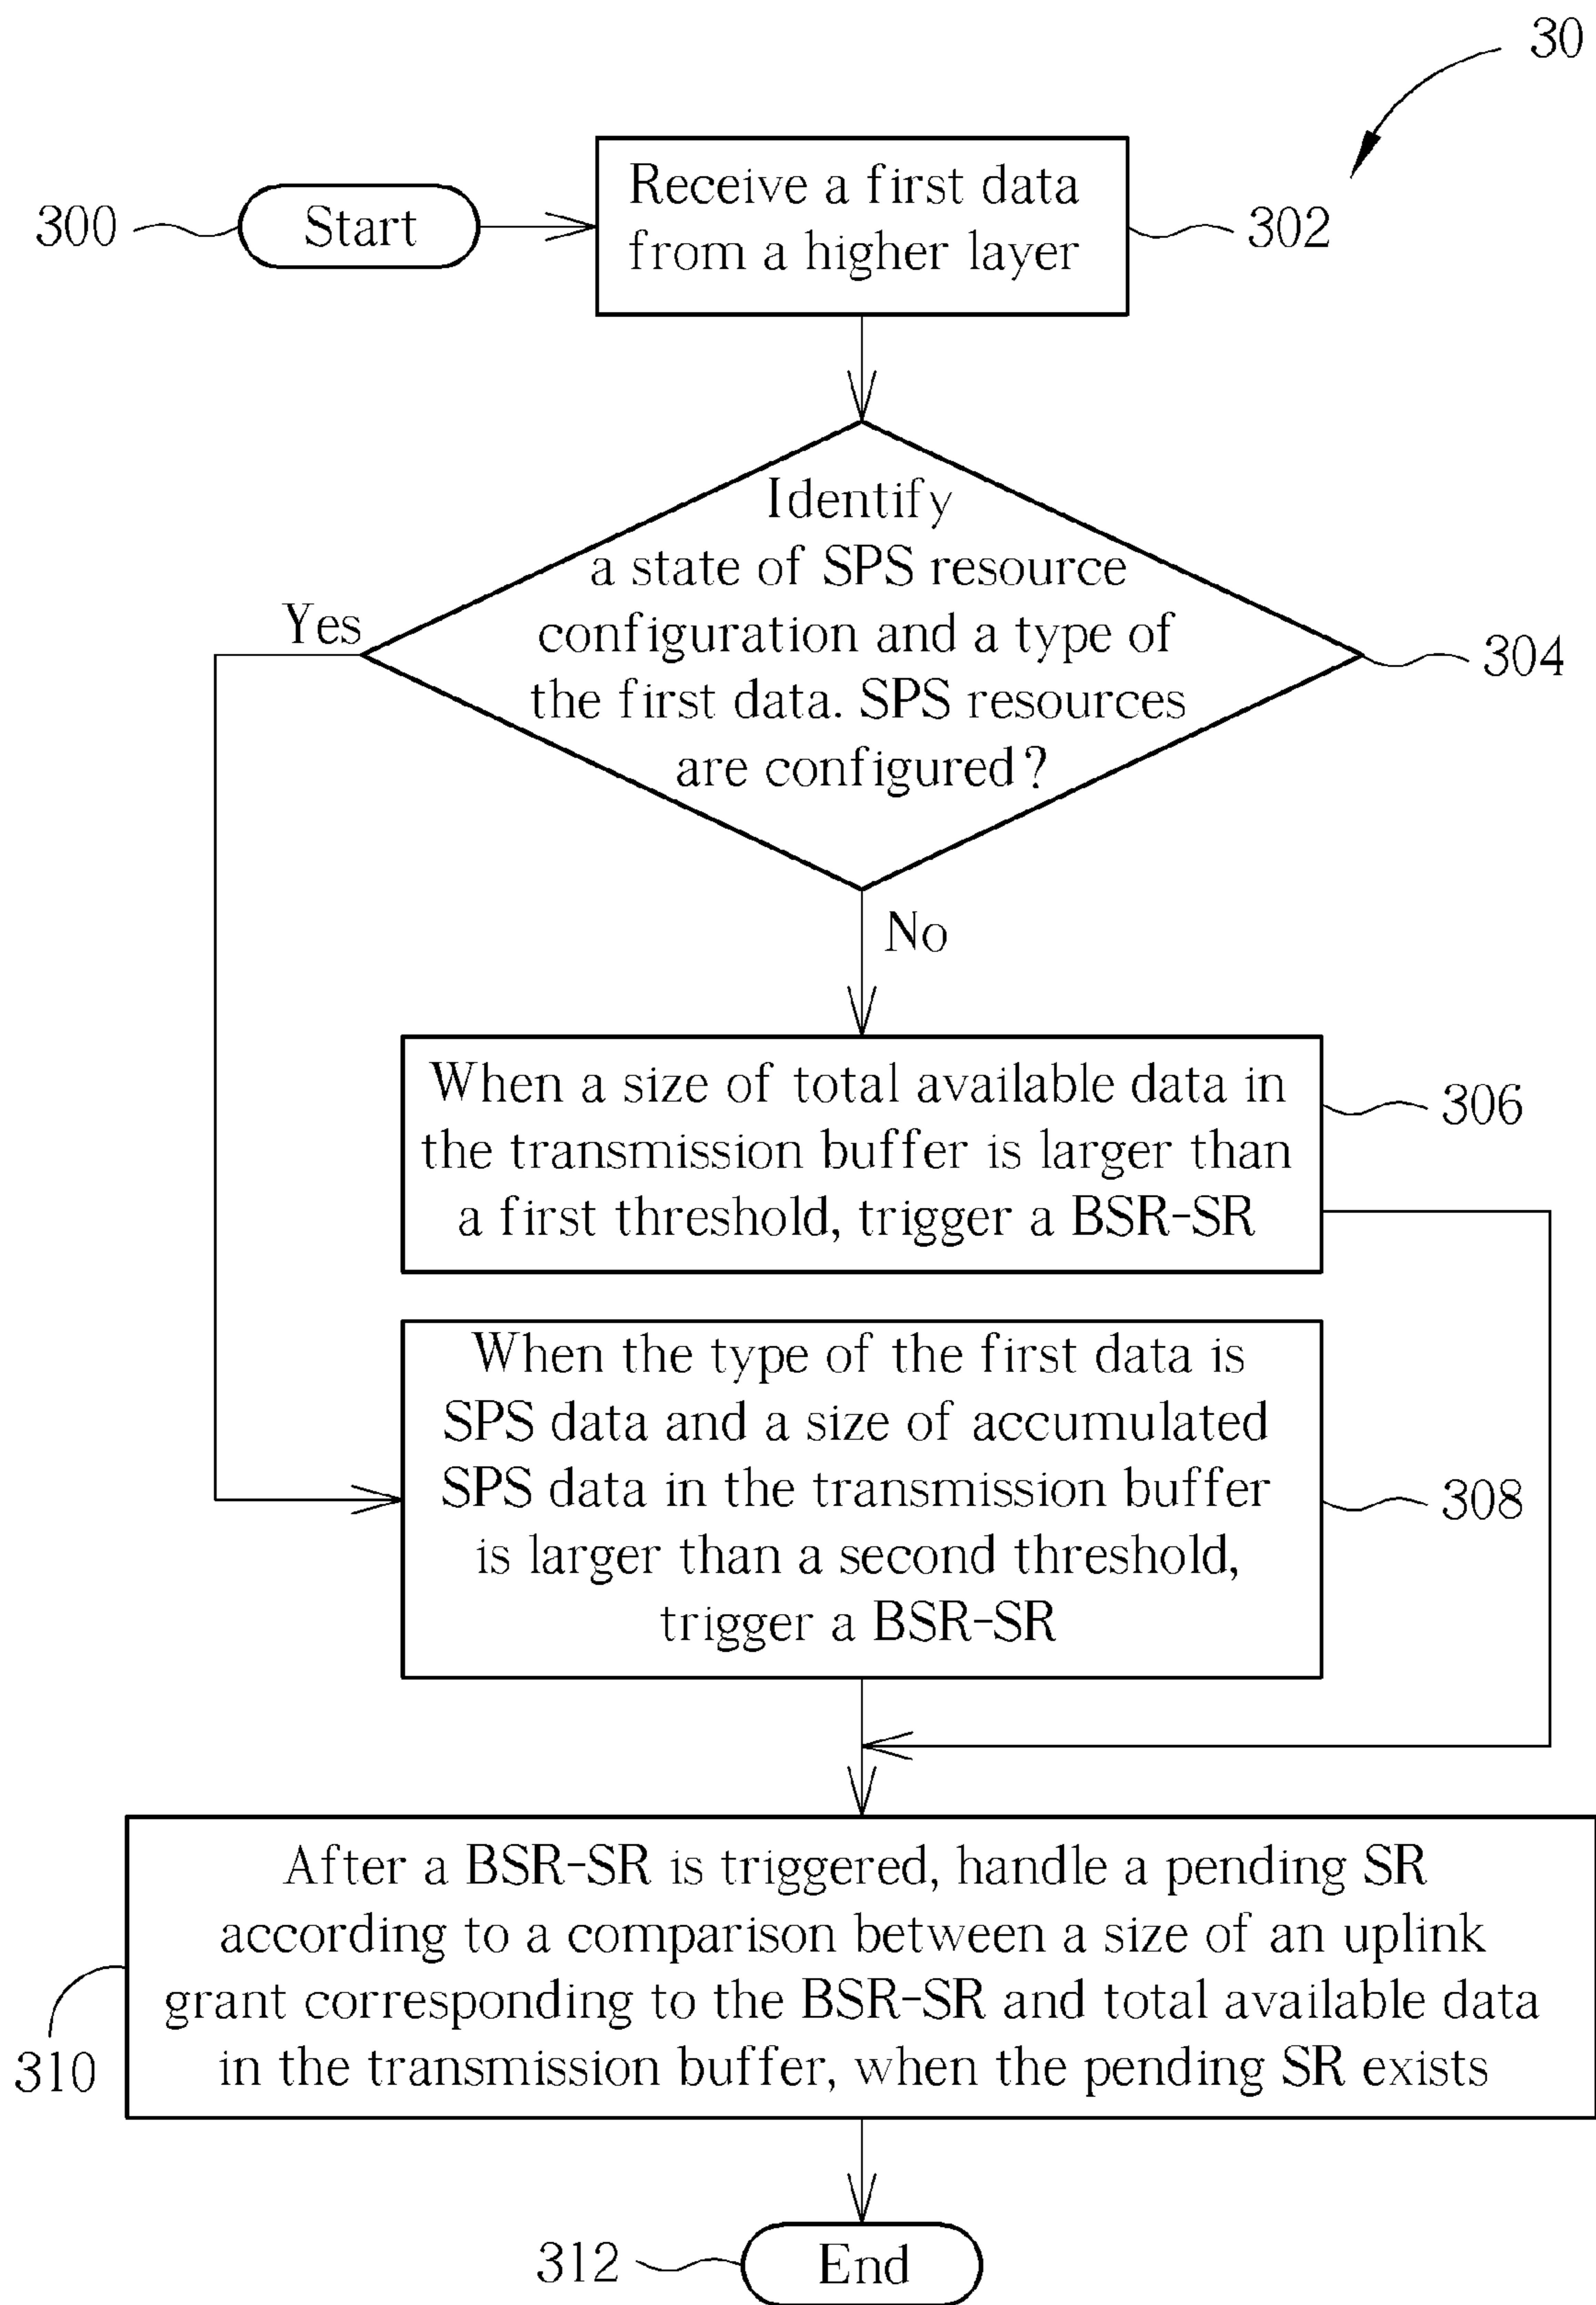 30
300
Start
Receive a first data
from a higher layer
302
Identify
a state of SPS resource
configuration and a type of
the first data. SPS resources
are configured?
Yes
304
No
When a size of total available data in
the transmission buffer is larger than
a first threshold, trigger a BSR-SR
306
When the type of the first data is
SPS data and a size of accumulated
SPS data in the transmission buffer
is larger than a second threshold,
trigger a BSR-SR
308
After a BSR-SR is triggered, handle a pending SR
according to a comparison between a size of an uplink
grant corresponding to the BSR-SR and total available data
in the transmission buffer, when the pending SR exists
310
312
End